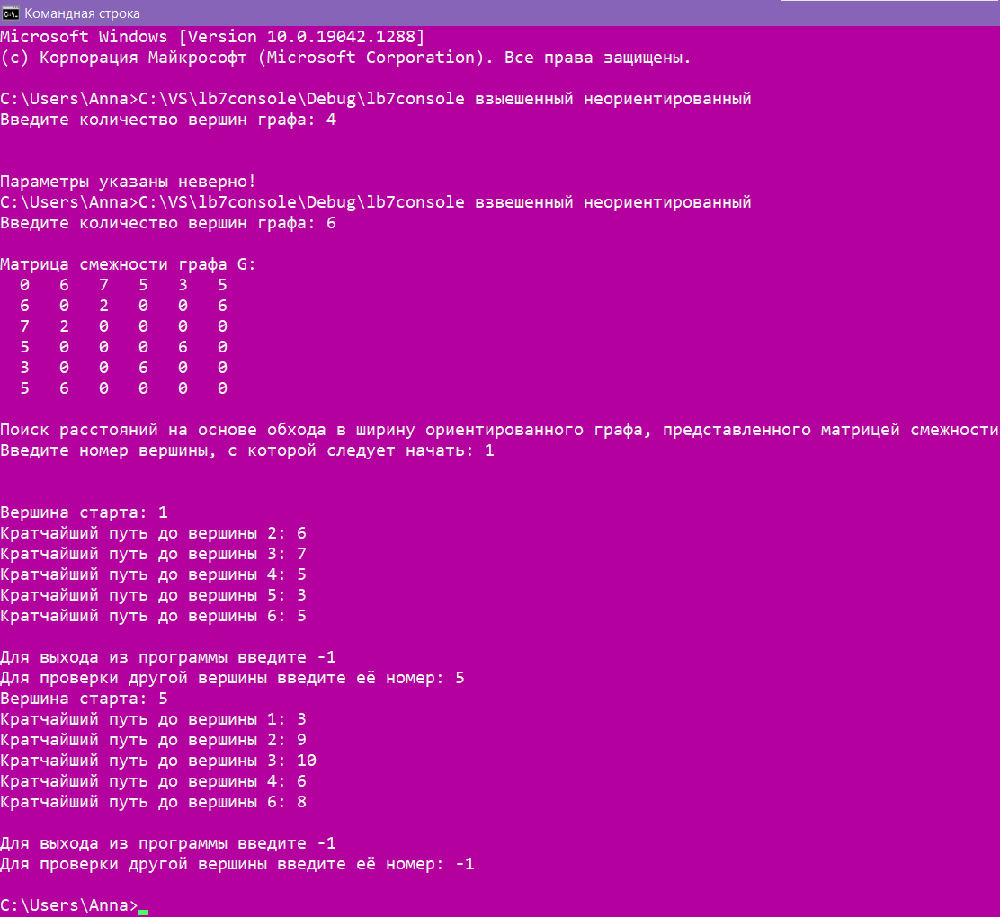 Командная строка
Microsoft Windows [Version 10.0.19042.1288]
(c) Корпорация Майкрософт (Microsoft Corporation). Все права защищены.
C:\Users\Anna>C:\VS\lb7console\Debug\lb7console взыешенный неориентированный
Введите количество вершин графа: 4
Параметры указаны неверно!
C:\Users\Anna>C:\VS\lb7console\Debug\lb7console взвешенный неориентированный
Введите количество вершин графа: 6
Матрица смежности графа G:
0 6 7 5 3 5
6 0 2 0 0 6
7 2 0 0 0 0
5 0 0 0 6 0
3 0 0 6 0 0
5 6 0 0 0 0
Поиск расстояний на основе обхода в ширину ориентированного графа, представленного матрицей смежности
Введите номер вершины, с которой следует начать: 1
Вершина старта: 1
Кратчайший путь до вершины 2: 6
Кратчайший путь до вершины 3: 7
Кратчайший путь до вершины 4: 5
Кратчайший путь до вершины 5: 3
Кратчайший путь до вершины 6: 5
Для выхода из программы введите -1
Для проверки другой вершины введите её номер: 5
Вершина старта: 5
Кратчайший путь до вершины 1: 3
Кратчайший путь до вершины 2: 9
Кратчайший путь до вершины 3: 10
Кратчайший путь до вершины 4: 6
Кратчайший путь до вершины 6: 8
Для выхода из программы введите -1
Для проверки другой вершины введите её номер: -1
C:\Users\Anna>